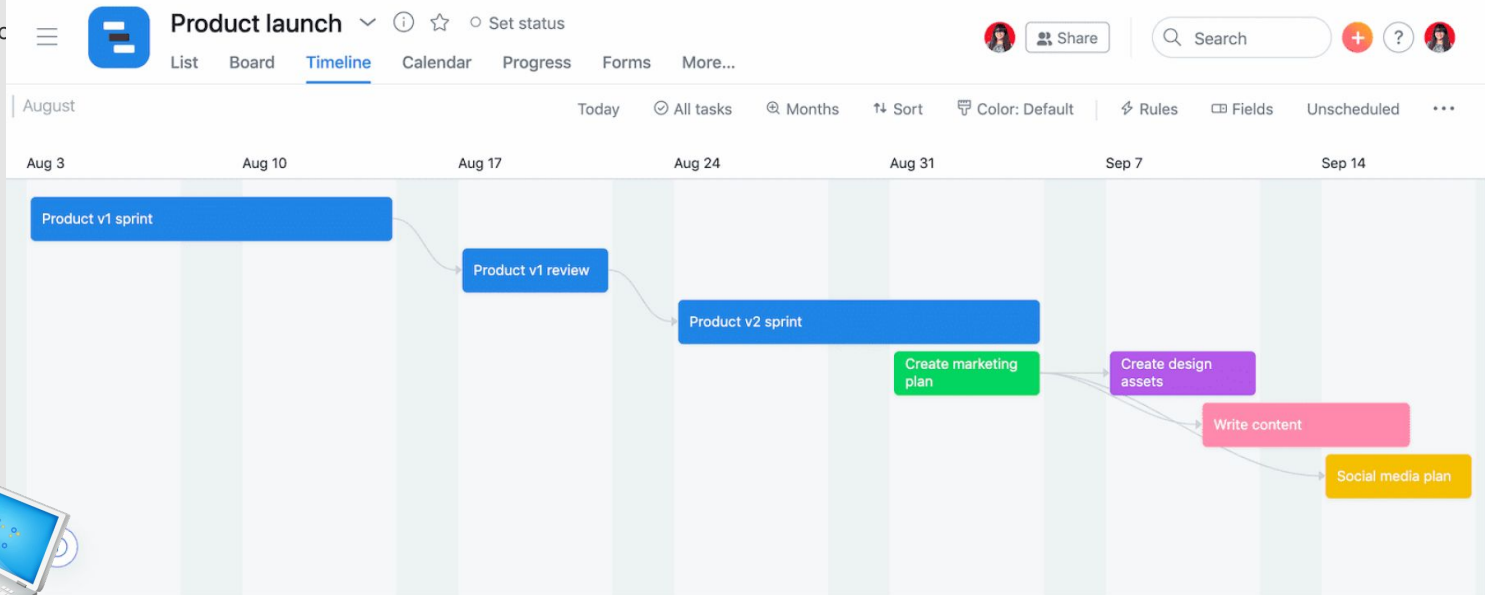 Product launch
Set status
Share
Search
?
List
Board
Timeline
Calendar
Progress
Forms
More...
August
Today
All tasks
Months
Sort
Color: Default
Rules
Fields
Unscheduled
Aug 3
Aug 10
Aug 17
Aug 24
Aug 31
Sep 7
Sep 14
Product v1 sprint
Product v1 review
Product v2 sprint
Create marketing
plan
Create design
assets
Write content
Social media plan